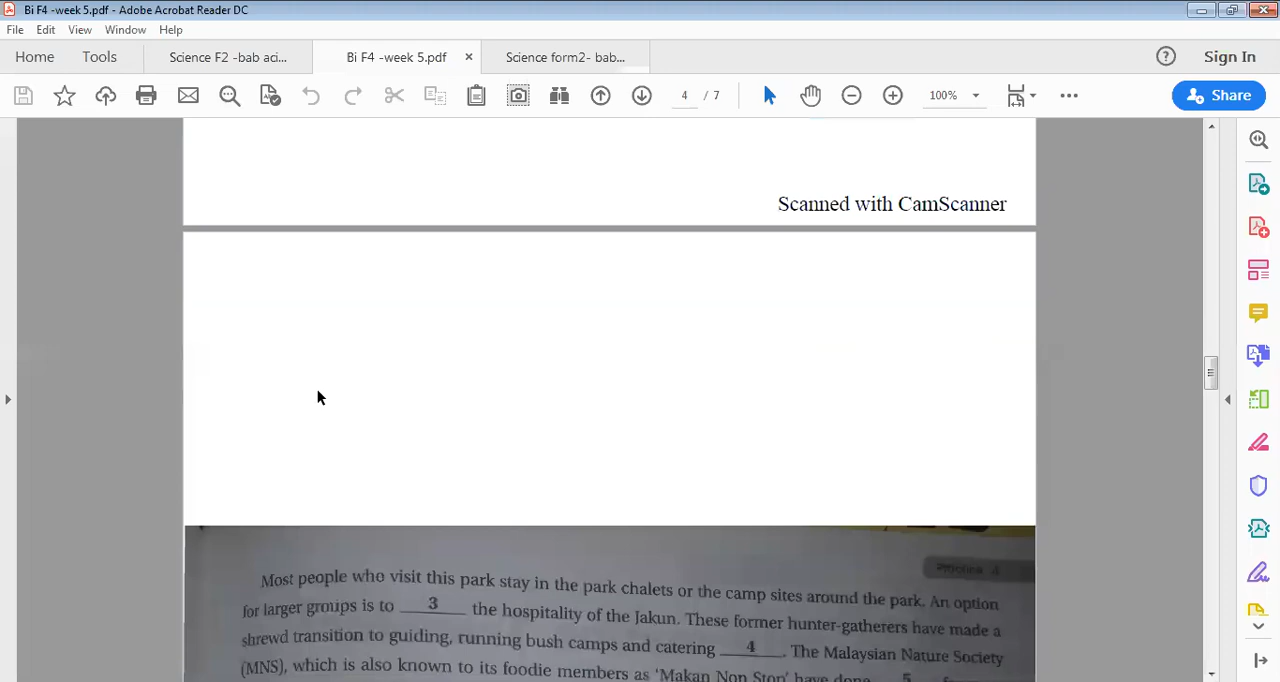 Bi F4 -week 5.pdf - Adobe Acrobat Reader DC
File Edit View Window Help
Home Tools Science F2 -bab aci... Bi F4 -week 5.pdf × Science form2- bab... Sign In
4 / 7 100% Share
Scanned with CamScanner
Practice 4
Most people who visit this park stay in the park chalets or the camp sites around the park. An option
for larger groups is to 3 the hospitality of the Jakun. These former hunter-gatherers have made a
shrewd transition to guiding, running bush camps and catering 4 . The Malaysian Nature Society
(MNS), which is also known to its foodie members as 'Makan Non Stop' have done 5